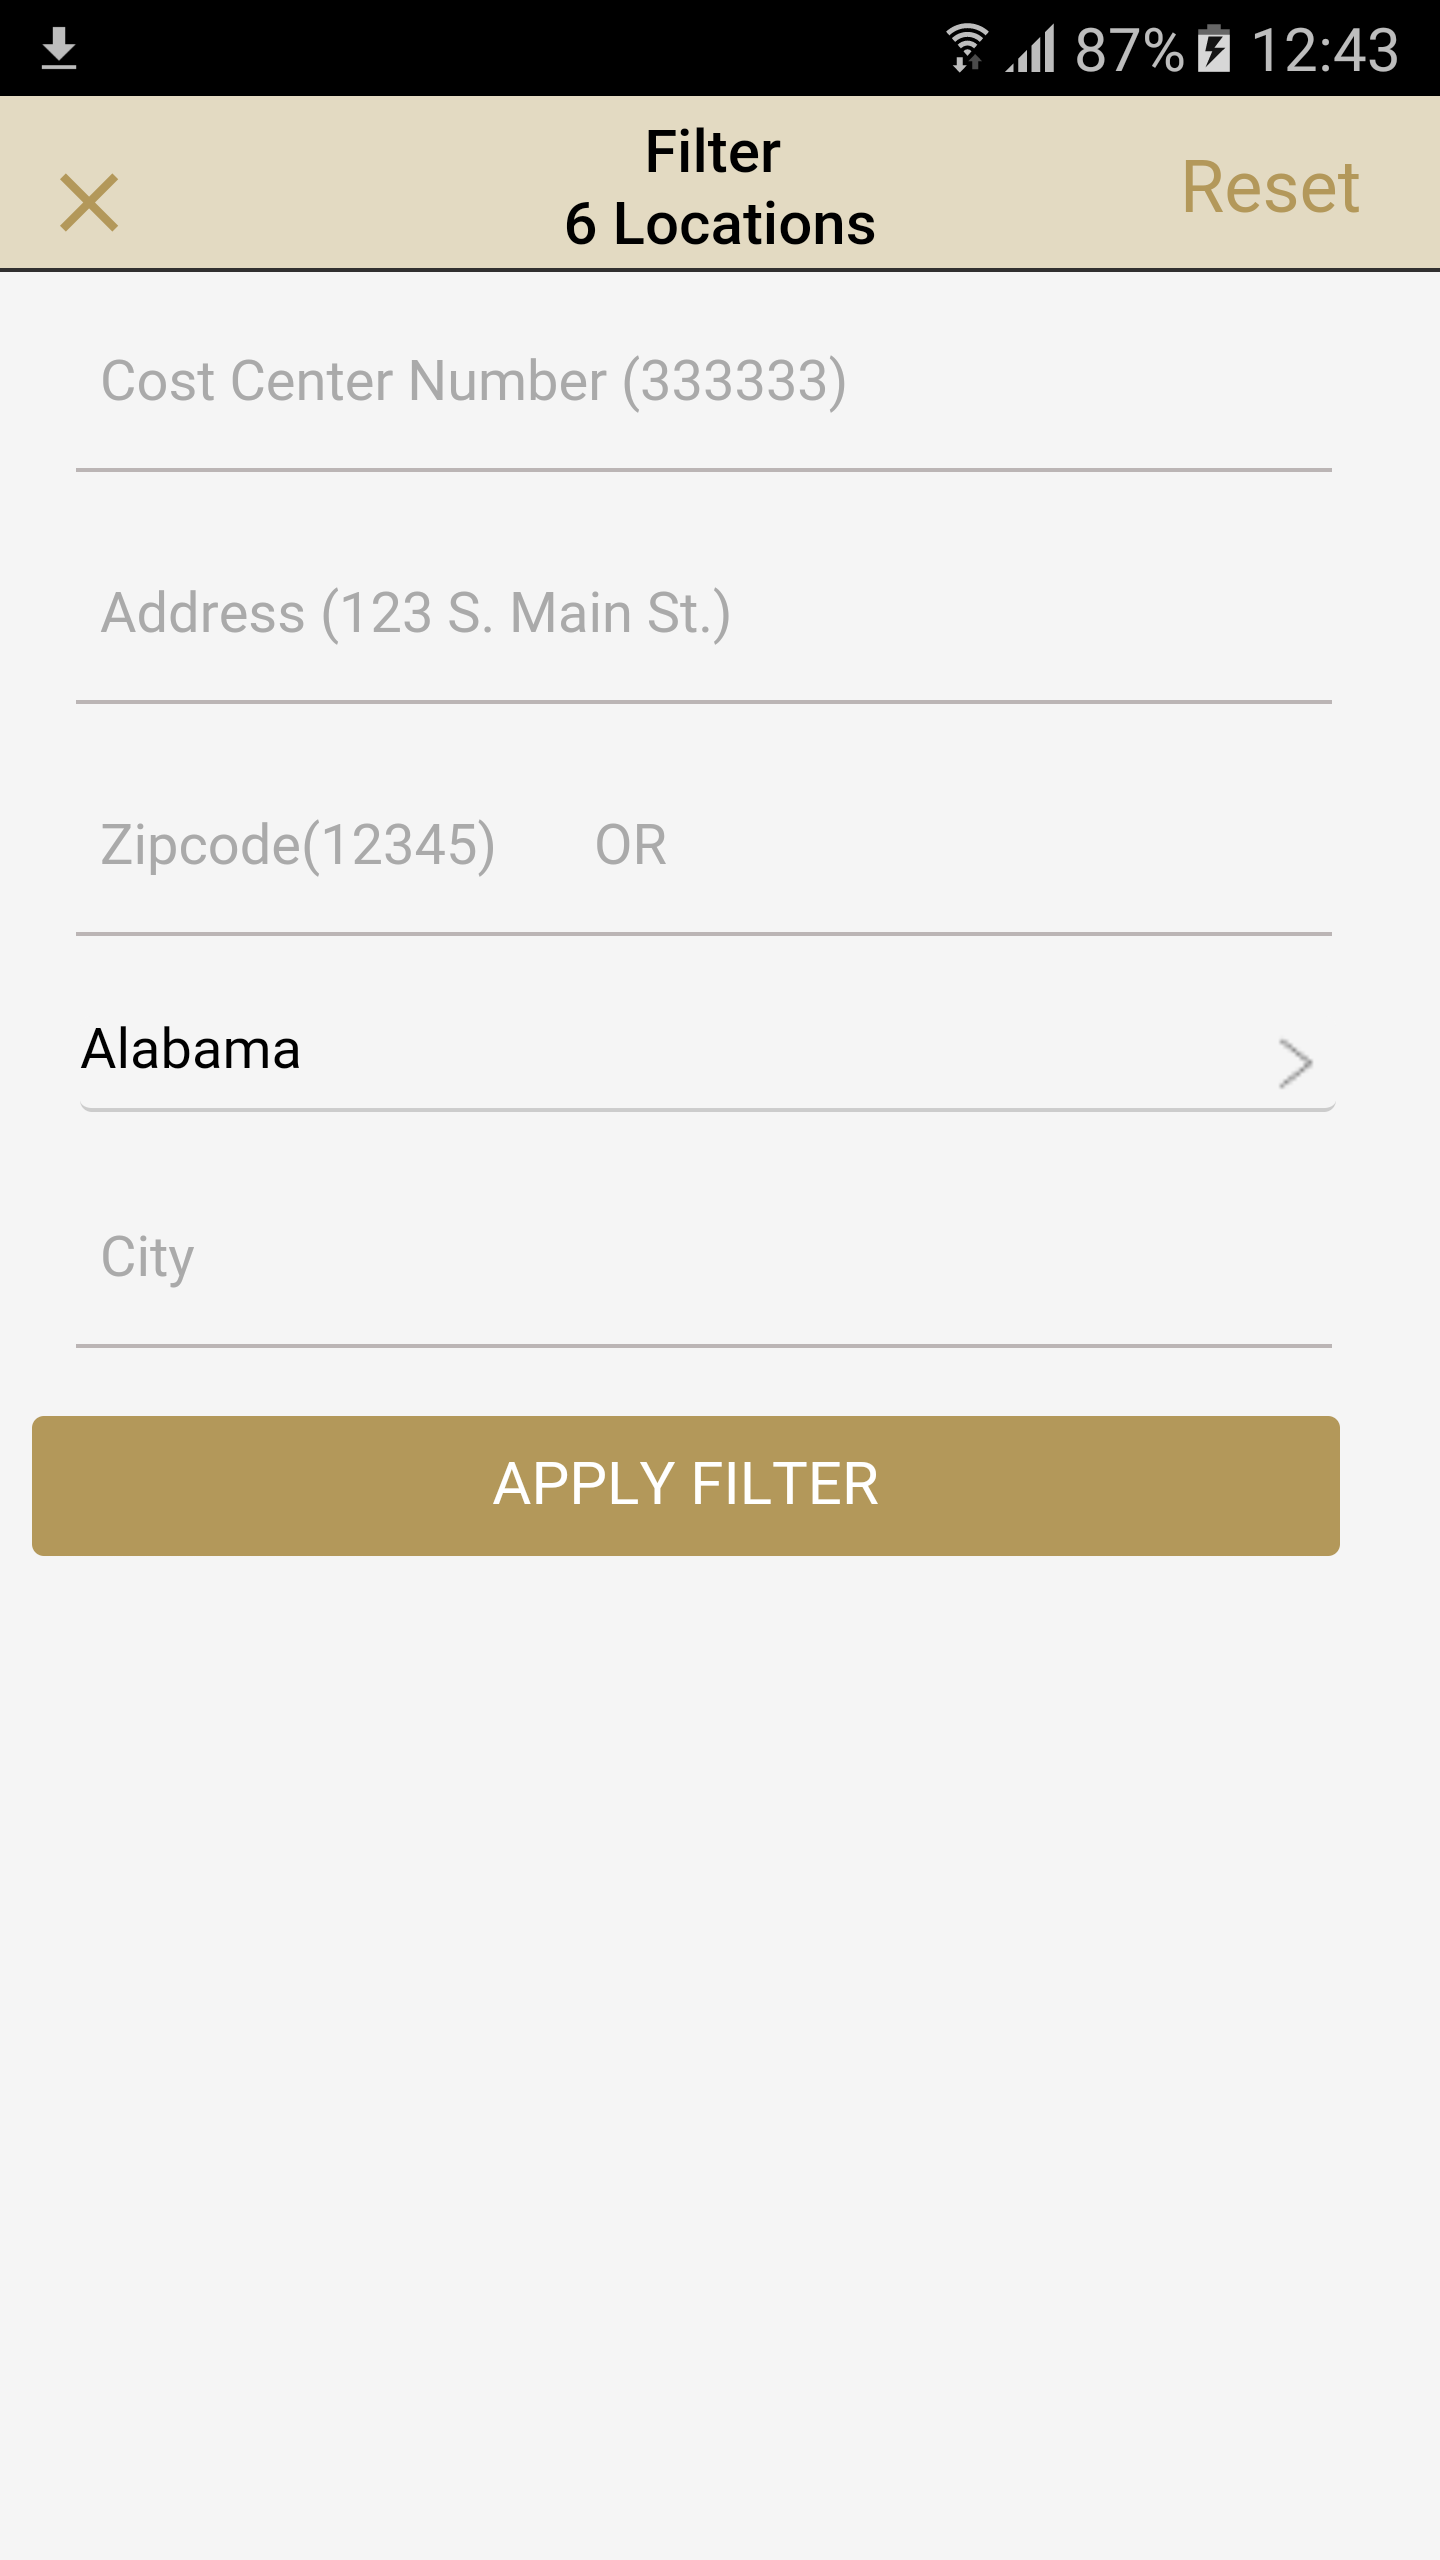 87% 12:43
Filter
6 Locations
Reset
Cost Center Number (333333)
Address (123 S. Main St.)
Zipcode(12345) OR
Alabama
City
APPLY FILTER